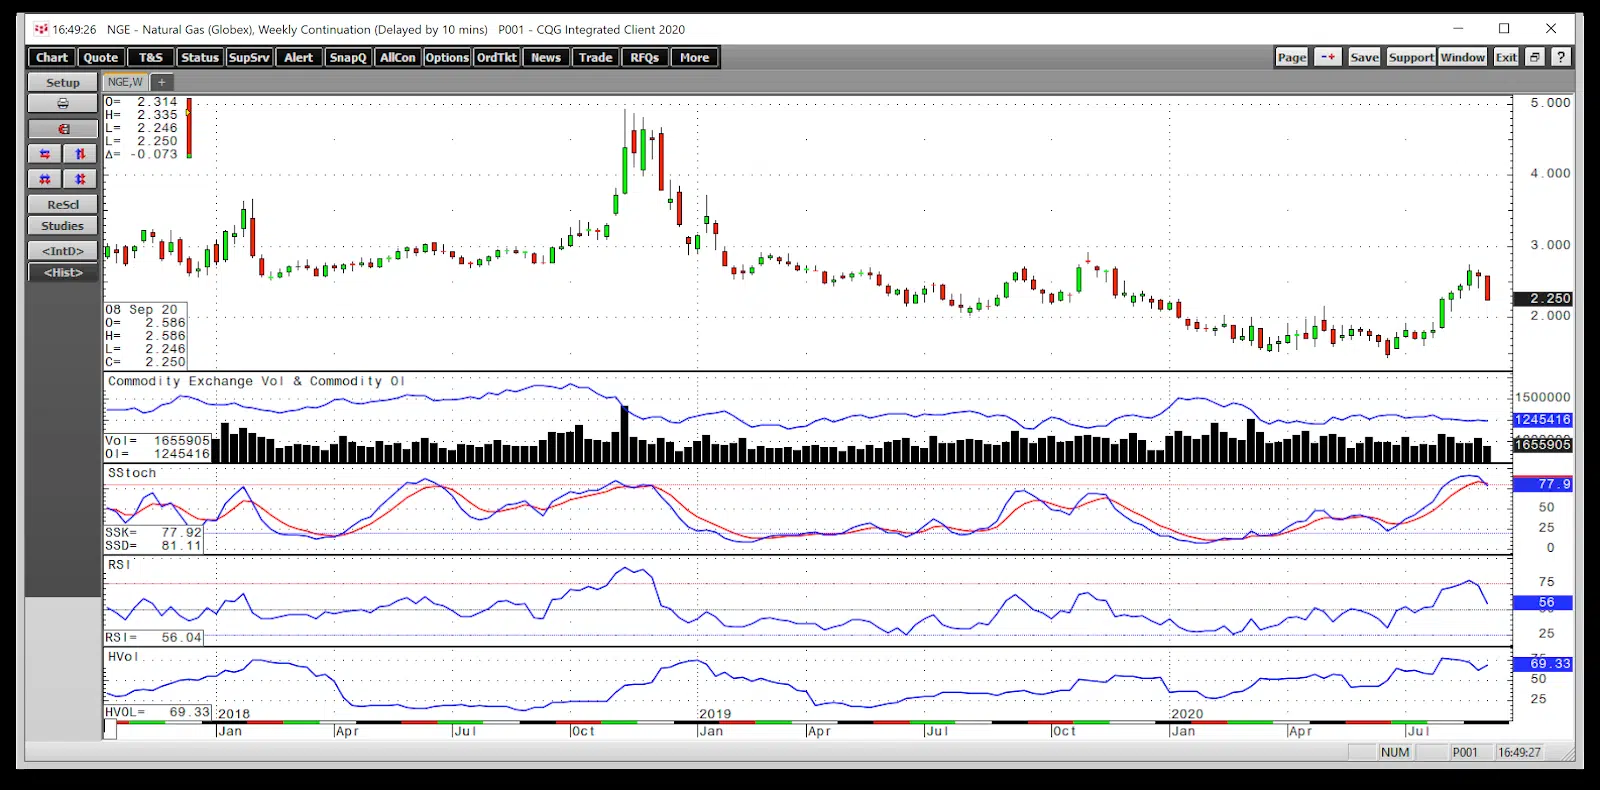 16:49:26 NGE - Natural Gas (Globex), Weekly Continuation (Delayed by 10 mins) P001 - CQG Integrated Client 2020
Chart Quote T&S Status SupSrv Alert SnapQ AllCon Options OrdTkt News Trade RFQs More Page -+ Save Support Window Exit ?
Setup
NGE,W +
O= 2.314
H= 2.335
L= 2.246
L= 2.250
Δ= -0.073
5.000
4.000
3.000
2.250
2.000
ReScl
Studies
<IntD>
<Hist>
08 Sep 20
O= 2.586
H= 2.586
L= 2.246
C= 2.250
Commodity Exchange Vol & Commodity OI
1500000
1245416
1655905
Vol= 1655905
OI= 1245416
SStoch
77.9
50
25
0
SSK= 77.92
SSD= 81.11
RSI
75
56
25
RSI= 56.04
HVol
69.33
50
25
HVOL= 69.33
2018 2019 2020
Jan Apr Jul Oct Jan Apr Jul Oct Jan Apr Jul
NUM P001 16:49:27